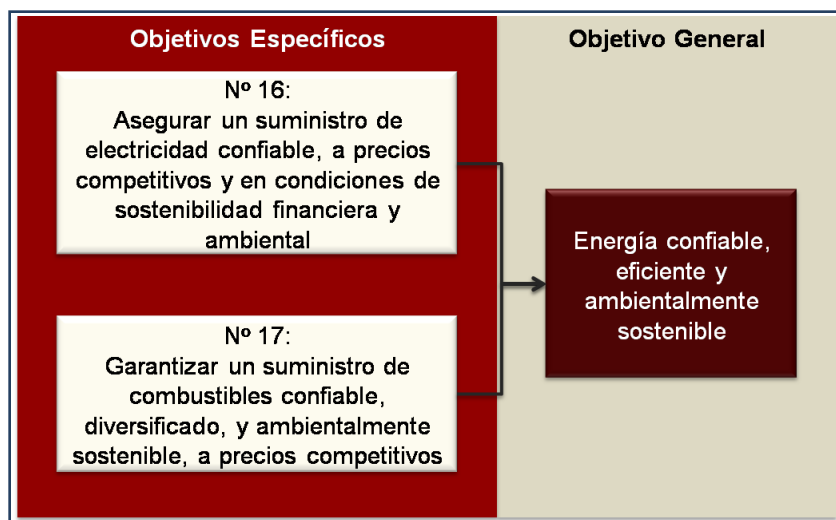 Objetivos Específicos
Nº 16:
Asegurar un suministro de
electricidad confiable, a precios
competitivos y en condiciones de
sostenibilidad financiera y
ambiental
Nº 17:
Garantizar un suministro de
combustibles confiable,
diversificado, y ambientalmente
sostenible, a precios competitivos
Objetivo General
Energía confiable,
eficiente y
ambientalmente
sostenible